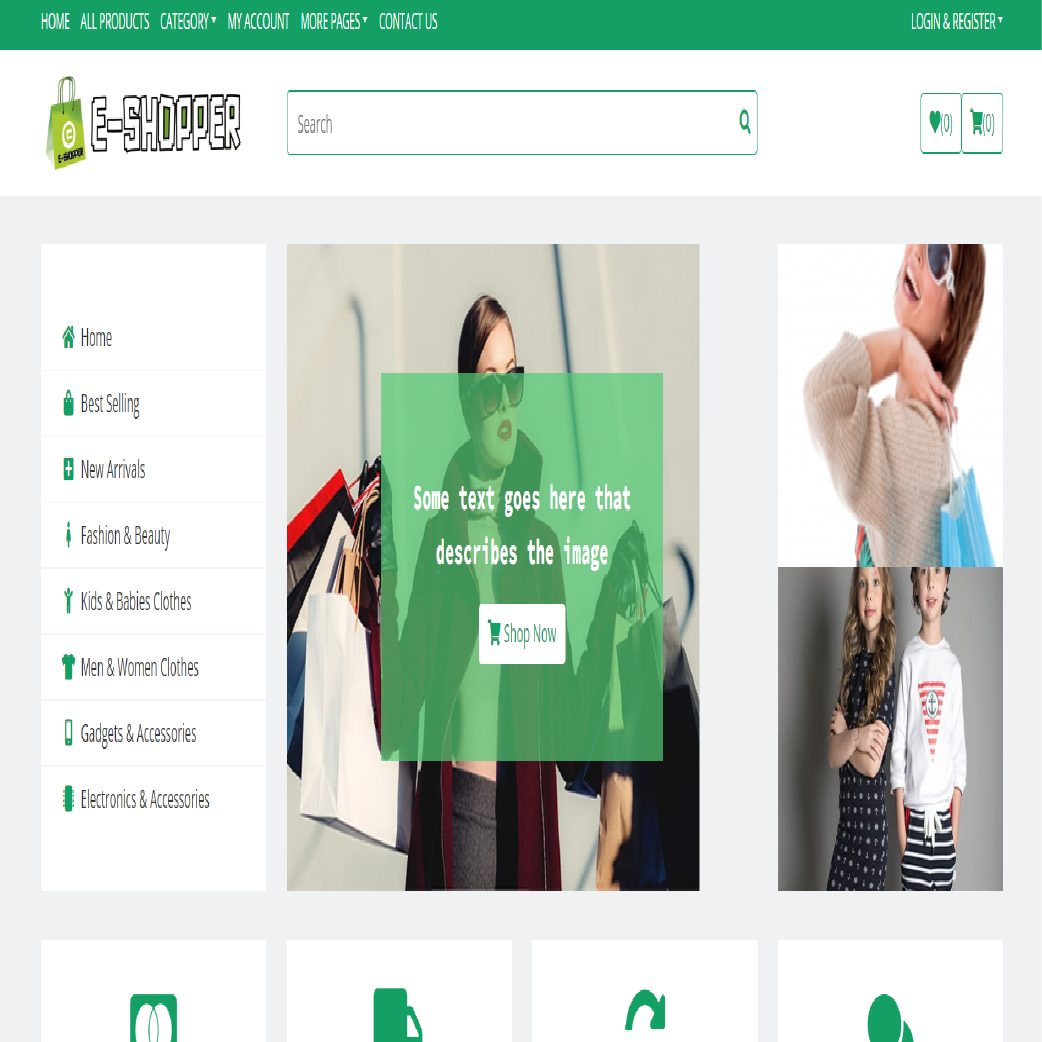 HOME ALL PRODUCTS CATEGORY MY ACCOUNT MORE PAGES CONTACT US LOGIN & REGISTER
E-SHOPPER
E-SHOPPER
Search
(0) (0)
Home
Best Selling
New Arrivals
Fashion & Beauty
Kids & Babies Clothes
Men & Women Clothes
Gadgets & Accessories
Electronics & Accessories
Some text goes here that
describes the image
Shop Now